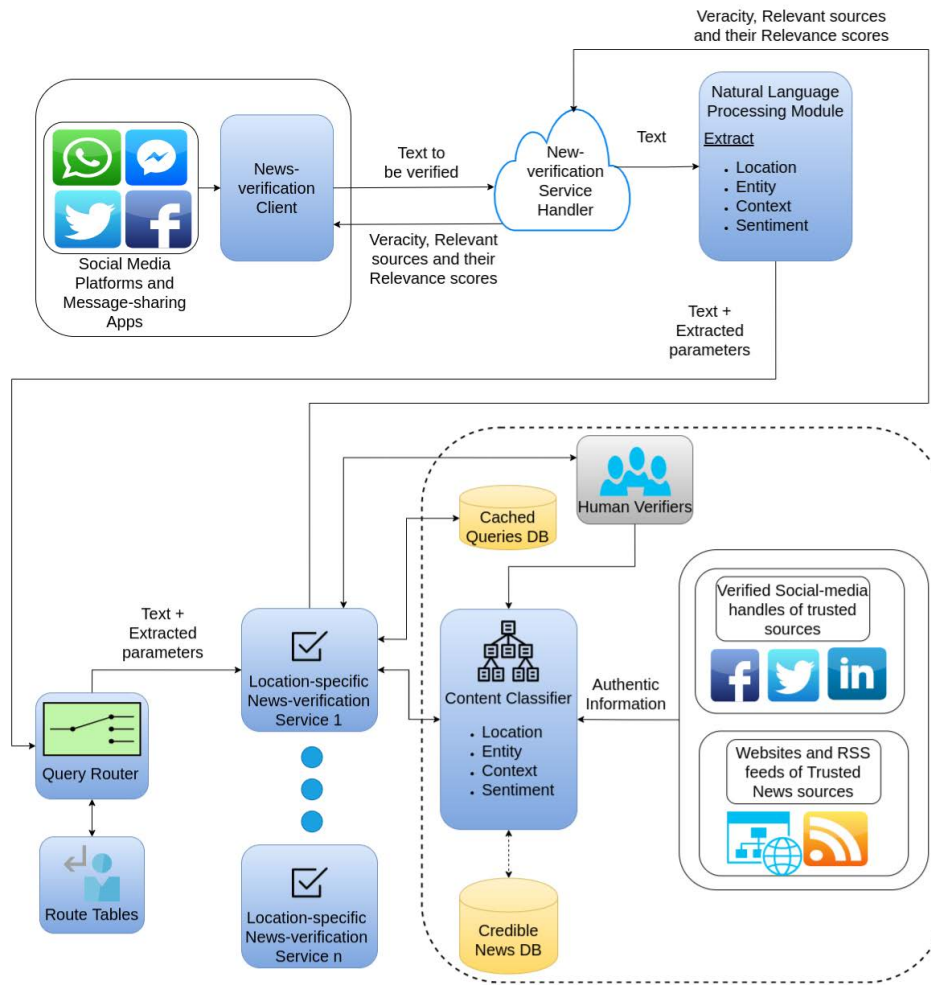 Veracity, Relevant sources
and their Relevance scores
Natural Language
Processing Module
Extract
• Location
• Entity
• Context
• Sentiment
News-
verification
Client
Text to
be verified
New-
verification
Service
Handler
Text
Veracity, Relevant
sources and their
Relevance scores
Social Media
Platforms and
Message-sharing
Apps
Text +
Extracted
parameters
Human Verifiers
Cached
Queries DB
Verified Social-media
handles of trusted
sources
in
Text +
Extracted
parameters
Location-specific
News-verification
Service 1
Content Classifier
• Location
• Entity
• Context
• Sentiment
Authentic
Information
Query Router
Websites and RSS
feeds of Trusted
News sources
Route Tables
Location-specific
News-verification
Service n
Credible
News DB